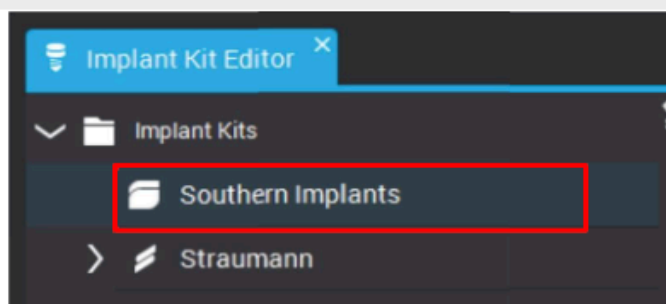 Implant Kit Editor
Implant Kits
Southern Implants
Straumann